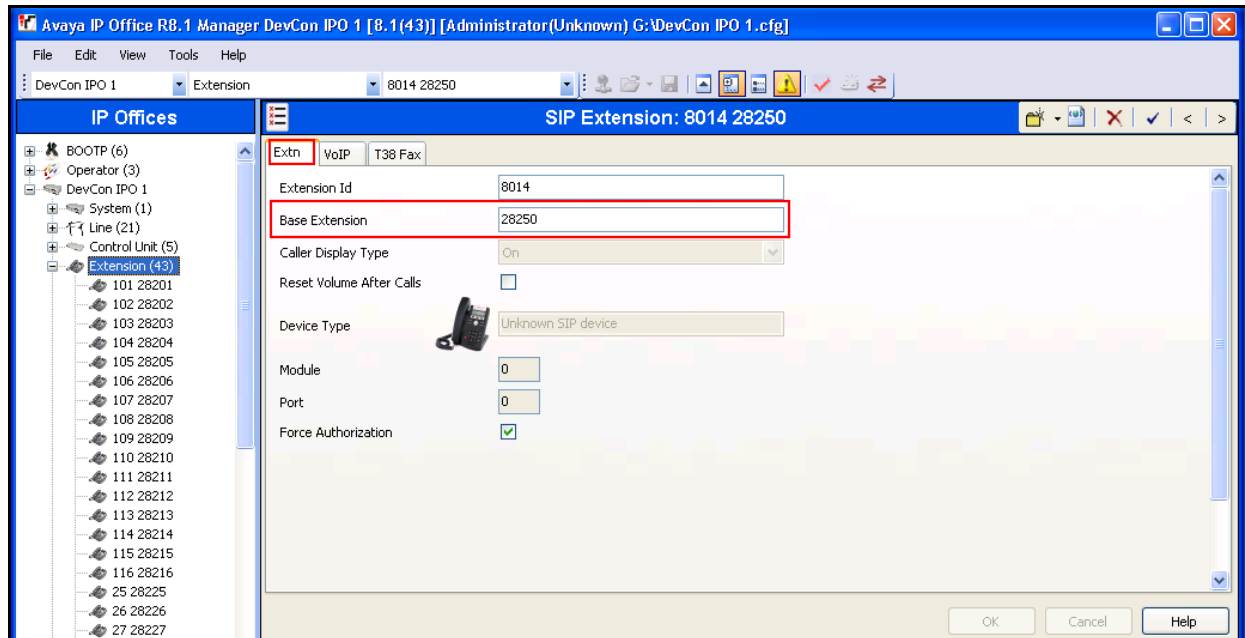 Avaya IP Office R8.1 Manager DevCon IPO 1 [8.1(43)] [Administrator(Unknown) G:\DevCon IPO 1.cfg]
File Edit View Tools Help
DevCon IPO 1 Extension 8014 28250
IP Offices
SIP Extension: 8014 28250
BOOTP (6)
Operator (3)
DevCon IPO 1
System (1)
Line (21)
Control Unit (5)
Extension (43)
101 28201
102 28202
103 28203
104 28204
105 28205
106 28206
107 28207
108 28208
109 28209
110 28210
111 28211
112 28212
113 28213
114 28214
115 28215
116 28216
25 28225
26 28226
27 28227
Extn VoIP T38 Fax
Extension Id 8014
Base Extension 28250
Caller Display Type On
Reset Volume After Calls
Device Type Unknown SIP device
Module 0
Port 0
Force Authorization
OK Cancel Help